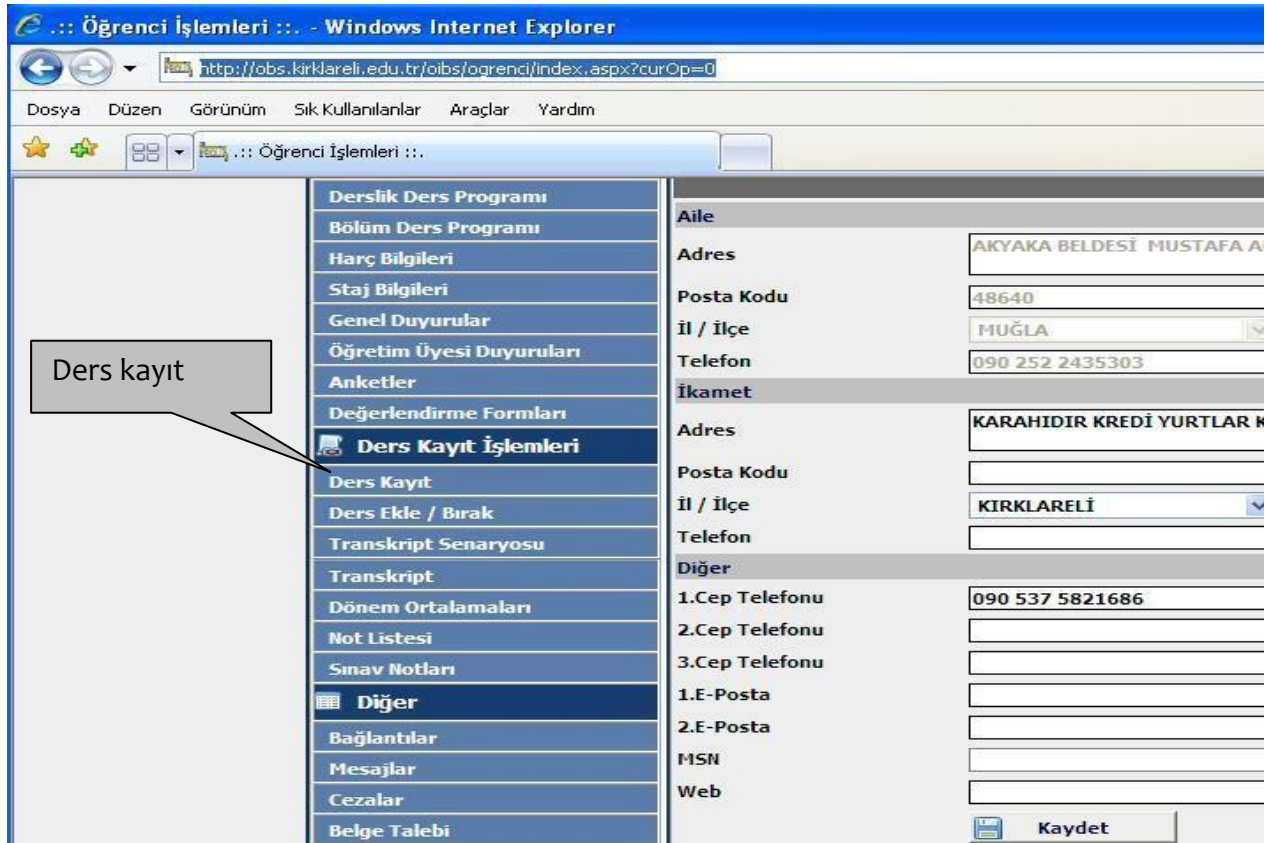 .:: Öğrenci İşlemleri ::. - Windows Internet Explorer
http://obs.kirklareli.edu.tr/oibs/ogrenci/index.aspx?curOp=0
Dosya Düzen Görünüm Sık Kullanılanlar Araçlar Yardım
.:: Öğrenci İşlemleri ::.
Ders kayıt
Derslik Ders Programı
Bölüm Ders Programı
Harç Bilgileri
Staj Bilgileri
Genel Duyurular
Öğretim Üyesi Duyuruları
Anketler
Değerlendirme Formları
Ders Kayıt İşlemleri
Ders Kayıt
Ders Ekle / Bırak
Transkript Senaryosu
Transkript
Dönem Ortalamaları
Not Listesi
Sınav Notları
Diğer
Bağlantılar
Mesajlar
Cezalar
Belge Talebi
Aile
Adres AKYAKA BELDESİ MUSTAFA
Posta Kodu 48640
İl / İlçe MUĞLA
Telefon 090 252 2435303
İkamet
Adres KARAHIDIR KREDİ YURTLAR
Posta Kodu
İl / İlçe KIRKLARELİ
Telefon
Diğer
1.Cep Telefonu 090 537 5821686
2.Cep Telefonu
3.Cep Telefonu
1.E-Posta
2.E-Posta
MSN
Web
Kaydet